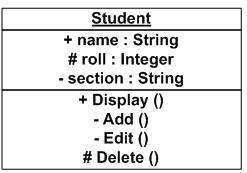 Student
+ name : String
# roll : Integer
- section : String
+ Display ()
- Add ()
- Edit ()
# Delete ()